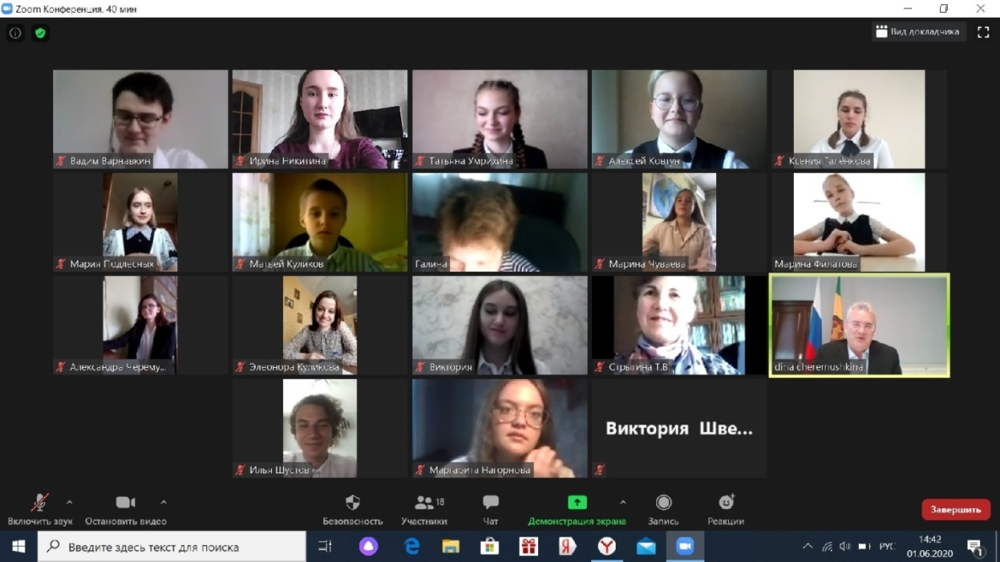 Zoom Конференция, 40 мин
Вид докладчика
Вадим Варнавкин
Ирина Никитина
Татьяна Умрихина
Алексей Ковтун
Ксения Галёнкова
Мария Подлесных
Матвей Куликов
Галина
Марина Чуваева
Марина Филатова
Александра Черему...
Элеонора Куликова
Виктория
Стрыгина Т.В.
dina cheremushkina
Илья Шустов
Маргарита Нагорнова
Виктория Шве...
18
Включить звук
Остановить видео
Безопасность
Участники
Чат
Демонстрация экрана
Запись
Реакции
Завершить
Введите здесь текст для поиска
РУС
14:42
01.06.2020
1